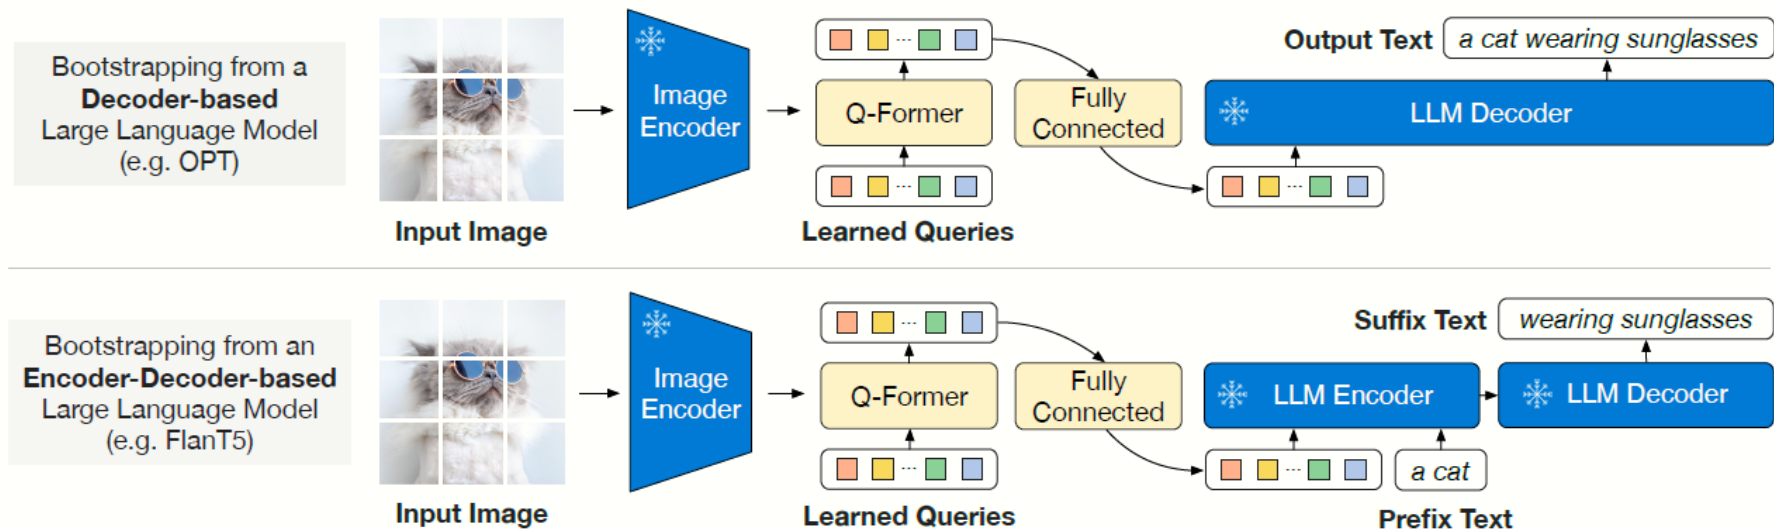 Bootstrapping from a
Decoder-based
Large Language Model
(e.g. OPT)
Input Image
Image
Encoder
Q-Former
Learned Queries
Fully
Connected
Output Text
a cat wearing sunglasses
LLM Decoder
Bootstrapping from an
Encoder-Decoder-based
Large Language Model
(e.g. FlanT5)
Input Image
Image
Encoder
Q-Former
Learned Queries
Fully
Connected
Suffix Text
wearing sunglasses
LLM Encoder
LLM Decoder
a cat
Prefix Text